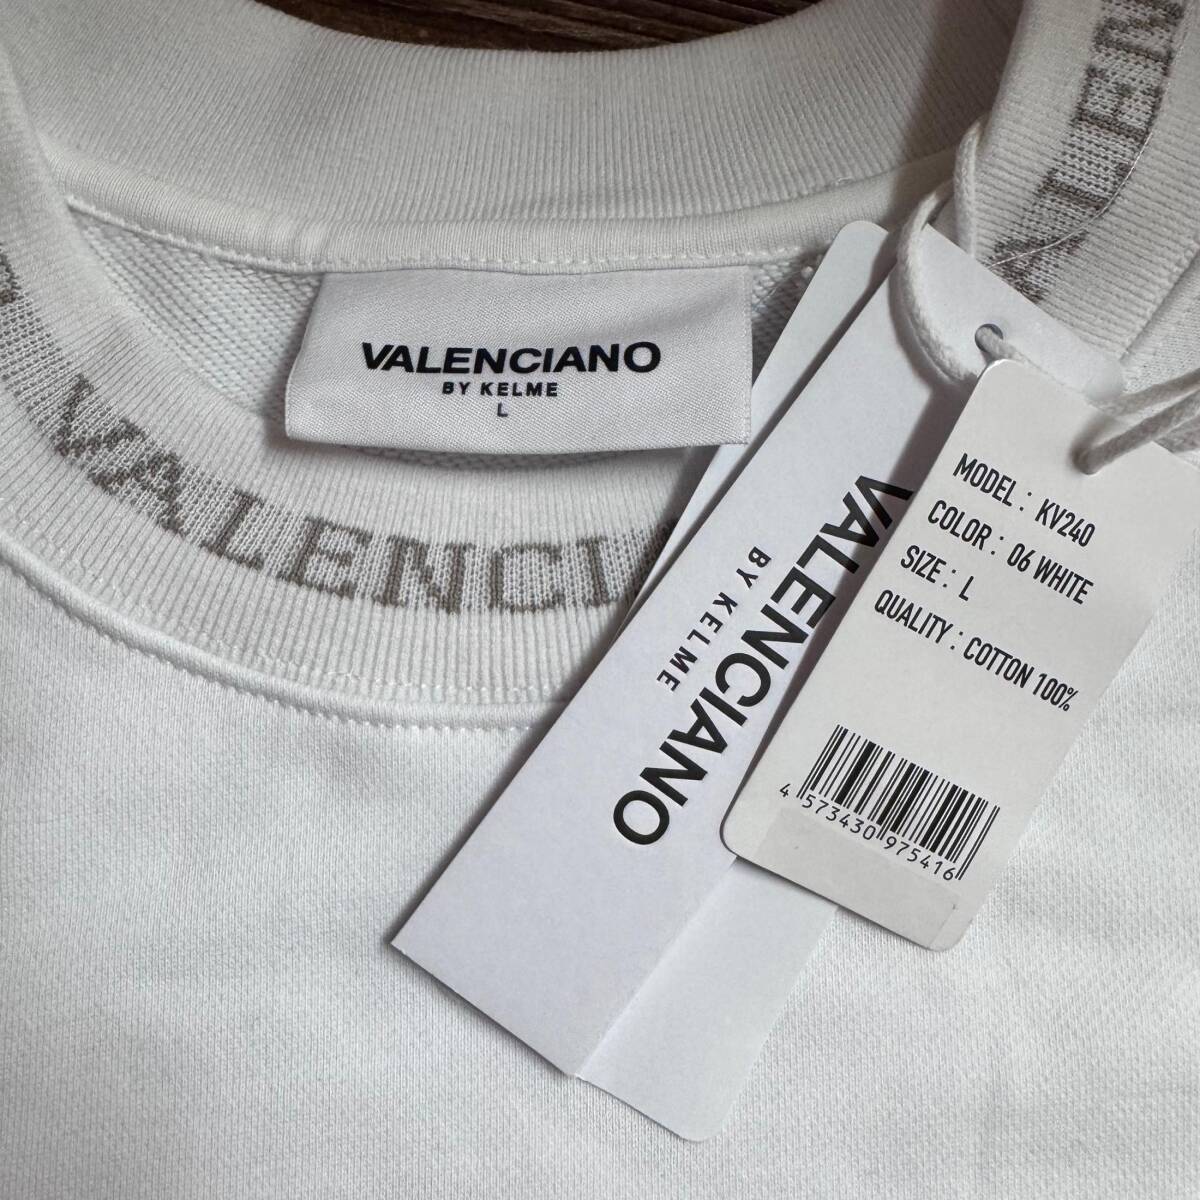 VALENCIANO
BY KELME
L
VALENCI
VALENCIANO
BY KELME
MODEL : KV240
COLOR : 06 WHITE
SIZE : L
QUALITY : COTTON 100%
4 573430 975416